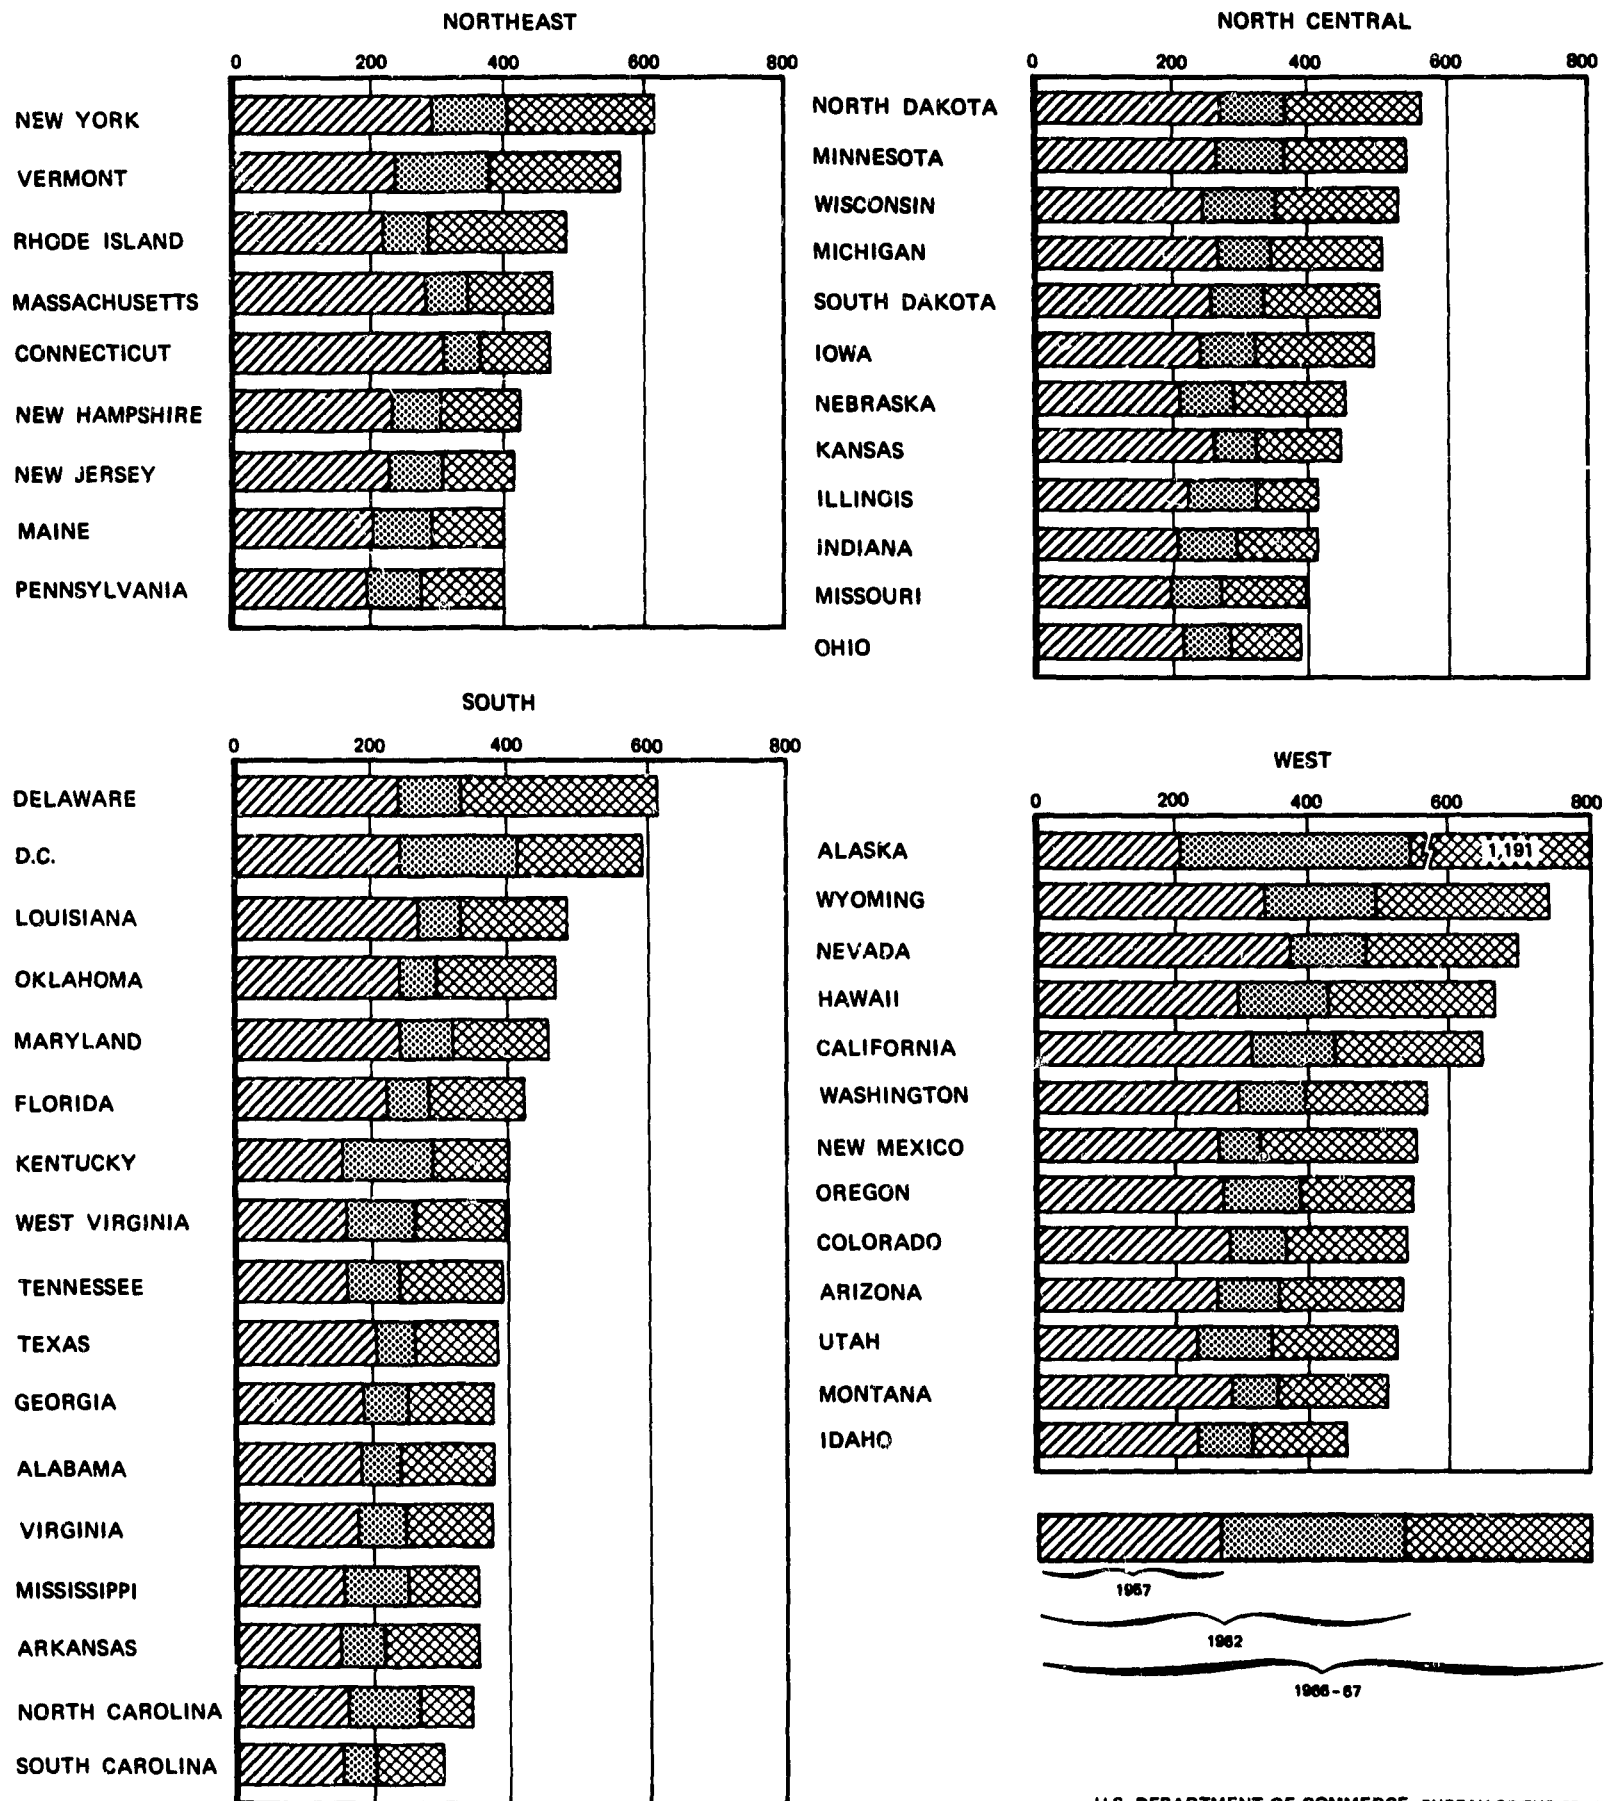 NORTHEAST
0 200 400 600 800
NEW YORK
VERMONT
RHODE ISLAND
MASSACHUSETTS
CONNECTICUT
NEW HAMPSHIRE
NEW JERSEY
MAINE
PENNSYLVANIA
NORTH CENTRAL
0 200 400 600 800
NORTH DAKOTA
MINNESOTA
WISCONSIN
MICHIGAN
SOUTH DAKOTA
IOWA
NEBRASKA
KANSAS
ILLINOIS
INDIANA
MISSOURI
OHIO
SOUTH
0 200 400 600 800
DELAWARE
D.C.
LOUISIANA
OKLAHOMA
MARYLAND
FLORIDA
KENTUCKY
WEST VIRGINIA
TENNESSEE
TEXAS
GEORGIA
ALABAMA
VIRGINIA
MISSISSIPPI
ARKANSAS
NORTH CAROLINA
SOUTH CAROLINA
WEST
0 200 400 600 800
ALASKA 1,191
WYOMING
NEVADA
HAWAII
CALIFORNIA
WASHINGTON
NEW MEXICO
OREGON
COLORADO
ARIZONA
UTAH
MONTANA
IDAHO
1957
1962
1966-67
U.S. DEPARTMENT OF COMMERCE